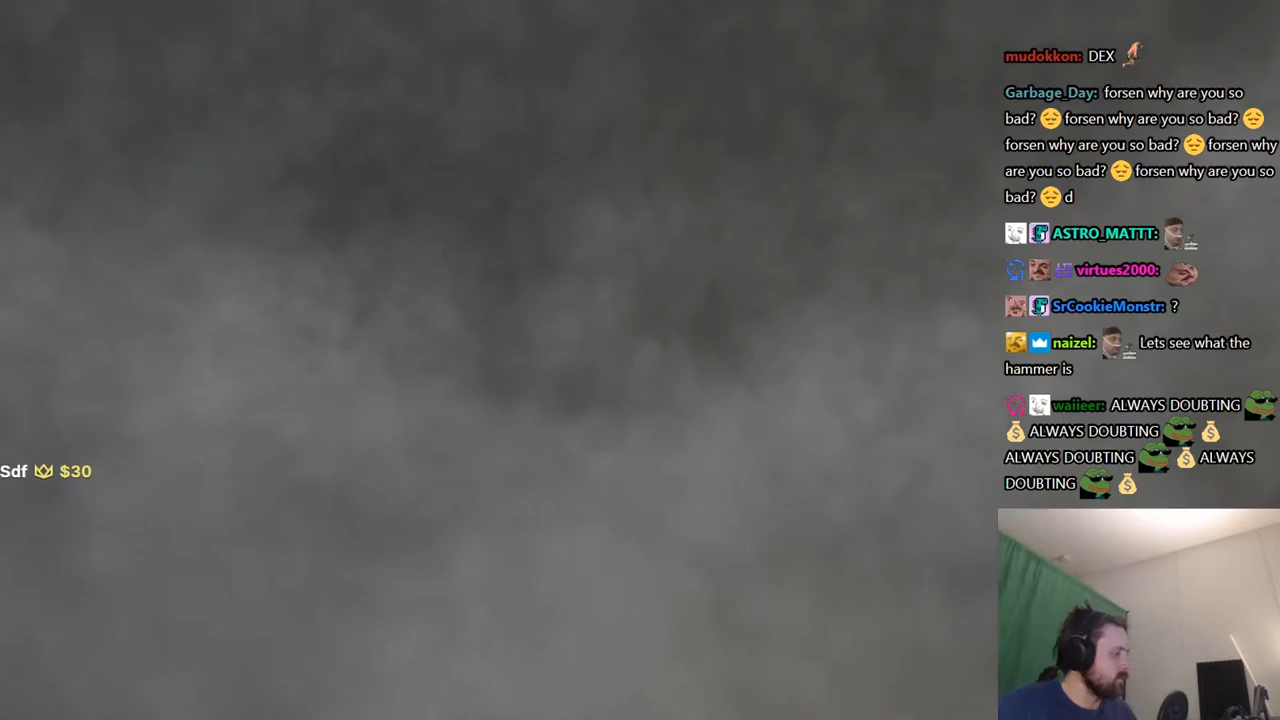 mudokkon: DEX
Garbage_Day: forsen why are you so
bad? 😔 forsen why are you so bad? 😔
forsen why are you so bad? 😔 forsen why
are you so bad? 😔 forsen why are you so
bad? 😔 d
ASTRO_MATTT:
virtues2000:
SrCookieMonstr: ?
naizel: Lets see what the
hammer is
waiieer: ALWAYS DOUBTING
💰 ALWAYS DOUBTING 💰
ALWAYS DOUBTING 💰 ALWAYS
DOUBTING 💰
Sdf $30